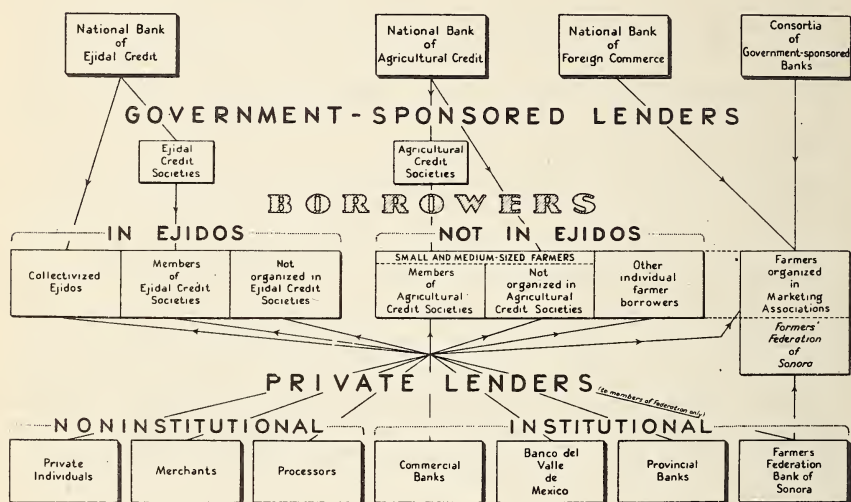 National Bank
of
Ejidal Credit
National Bank
of
Agricultural Credit
National Bank
of
Foreign Commerce
Consortia
of
Government-sponsored
Banks
GOVERNMENT-SPONSORED LENDERS
Ejidal
Credit
Societies
Agricultural
Credit
Societies
BORROWERS
IN EJIDOS
NOT IN EJIDOS
Collectivized
Ejidos
Members
of
Ejidal Credit
Societies
Not
organized in
Ejidal Credit
Societies
SMALL AND MEDIUM-SIZED FARMERS
Members
of
Agricultural
Credit Societies
Not
organized in
Agricultural
Credit Societies
Other
individual
farmer
borrowers
Farmers
organized
in
Marketing
Associations
Farmers'
Federation
of
Sonora
PRIVATE LENDERS
(to members of Federation only)
NONINSTITUTIONAL
INSTITUTIONAL
Private
Individuals
Merchants
Processors
Commercial
Banks
Banco del
Valle
de
Mexico
Provincial
Banks
Farmers
Federation
Bank of
Sonora